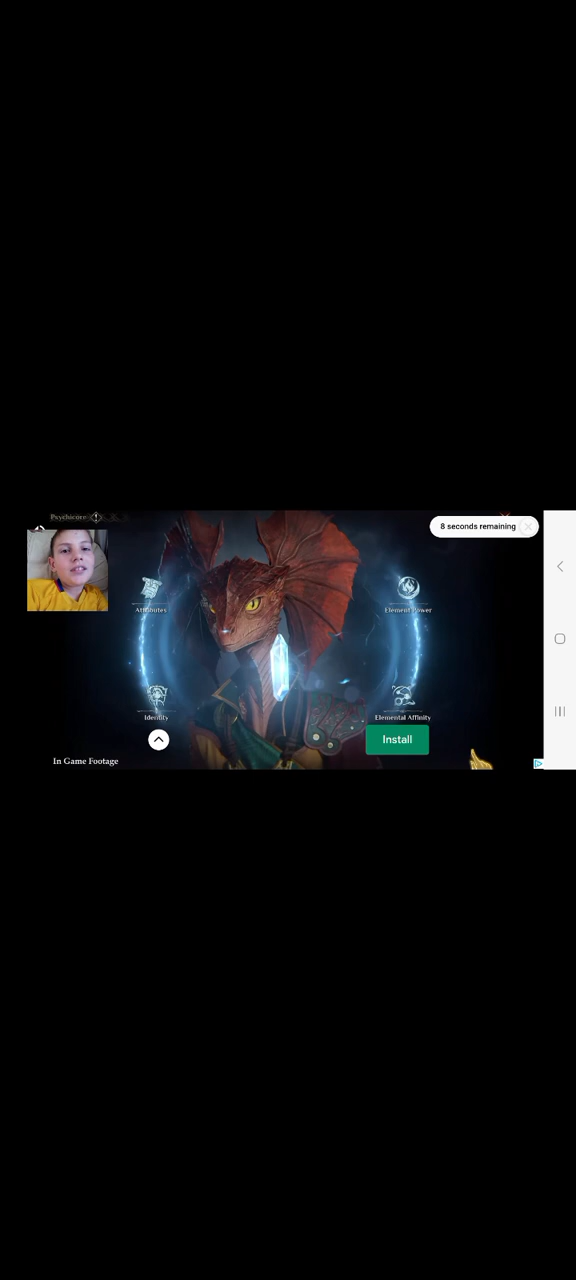 Psychicore
8 seconds remaining
Attributes
Element Power
Identity
Elemental Affinity
Install
In Game Footage